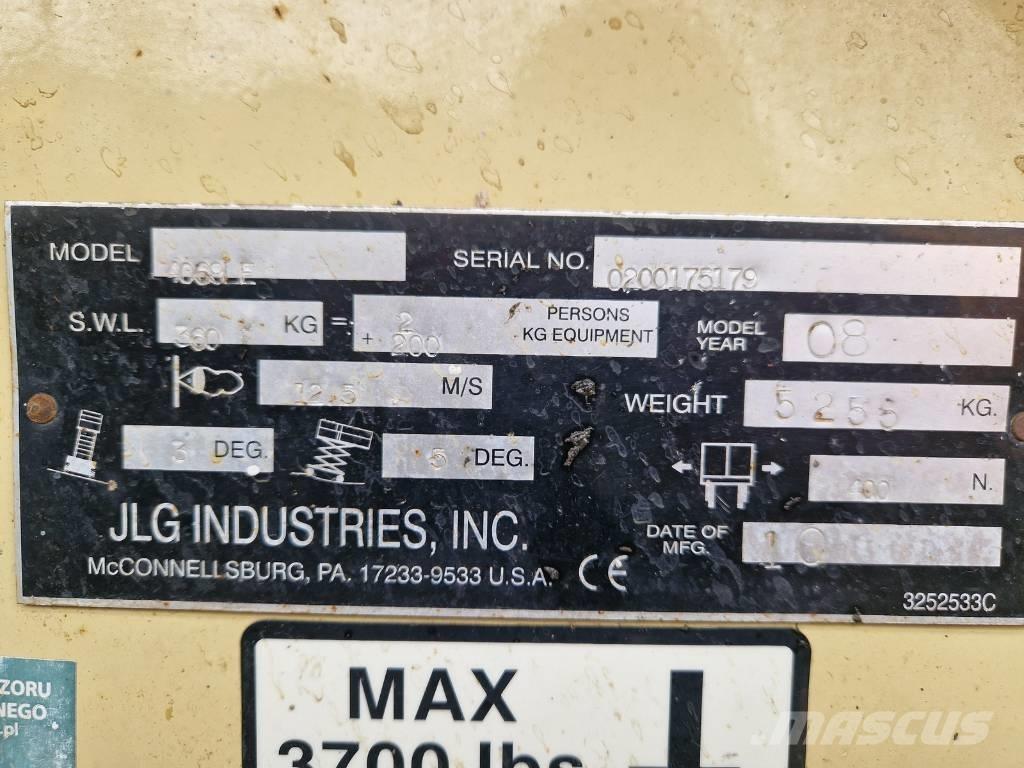 MODEL 4069LE SERIAL NO. 0200175179
S.W.L. 360 KG = 2 PERSONS
+ 200 KG EQUIPMENT
MODEL YEAR 08
12.5 M/S
WEIGHT 5255 KG.
3 DEG. 5 DEG.
400 N.
JLG INDUSTRIES, INC.
DATE OF MFG. 10
McCONNELLSBURG, PA. 17233-9533 U.S.A. CE
3252533C
MAX
3700 lbs
ZORU
NEGO
.pl
MASCUS